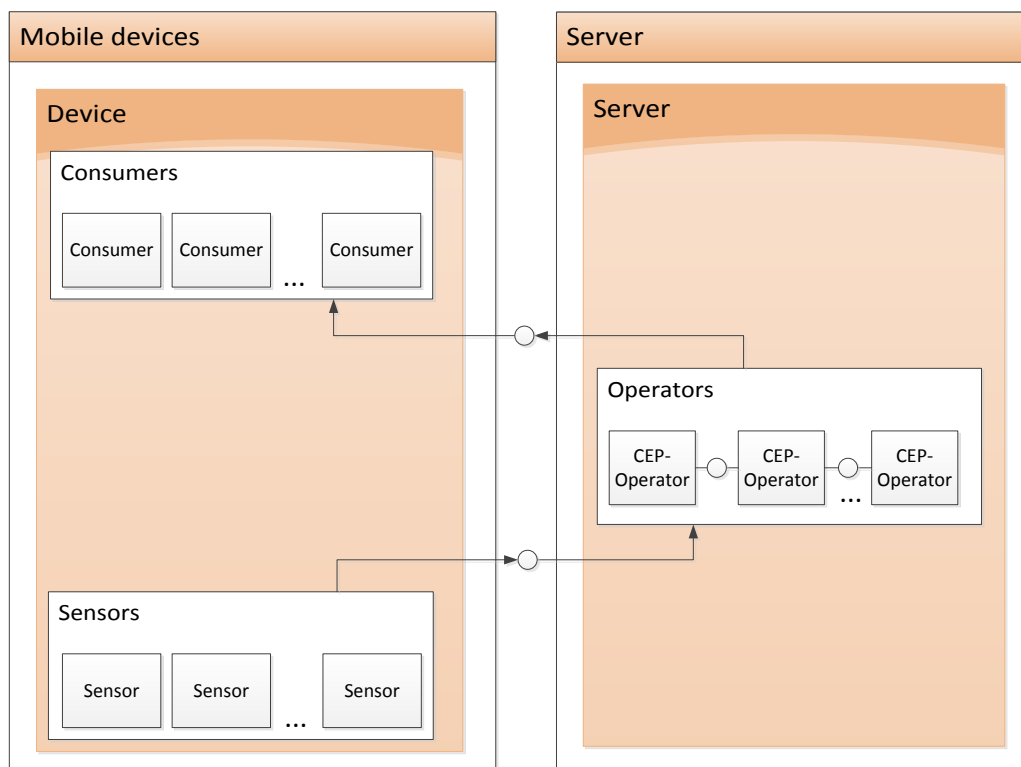 Mobile devices
Device
Consumers
Consumer
Consumer
...
Consumer
Sensors
Sensor
Sensor
...
Sensor
Server
Server
Operators
CEP-
Operator
CEP-
Operator
...
CEP-
Operator